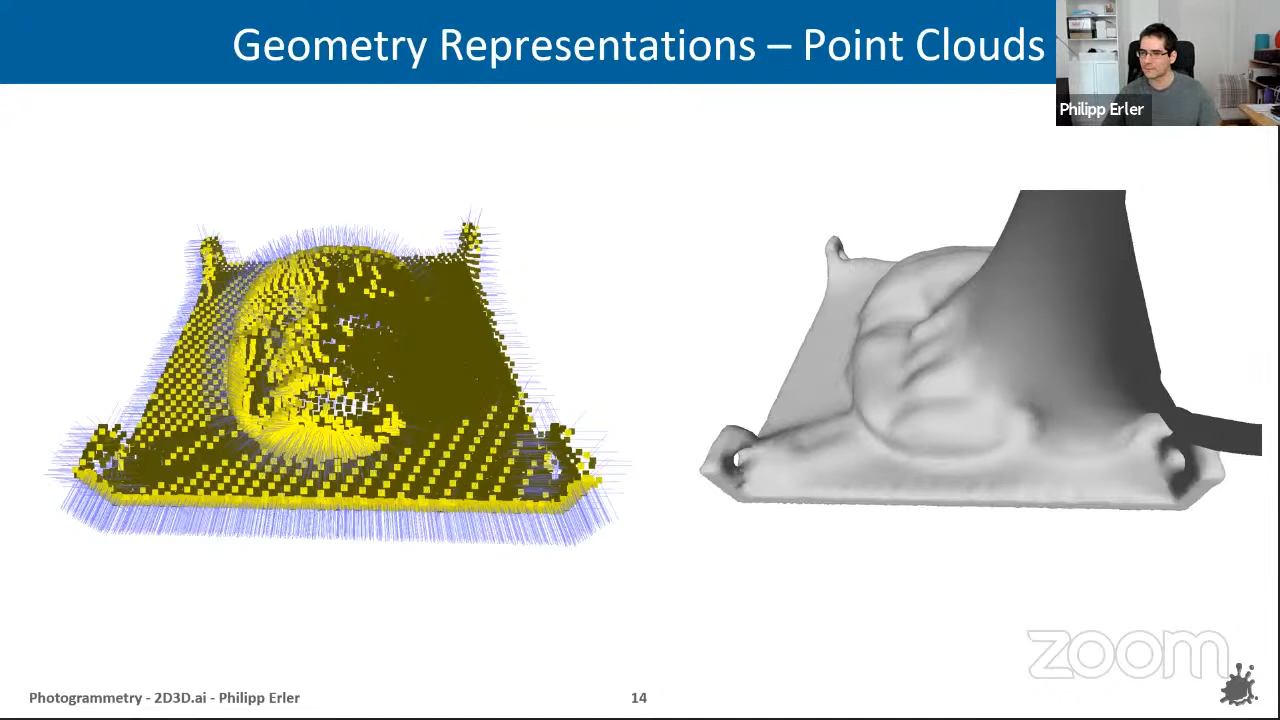 Geometry Representations – Point Clouds
Philipp Erler
zoom
Photogrammetry - 2D3D.ai - Philipp Erler
14